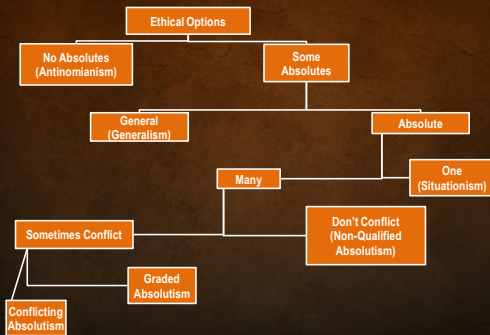 Ethical Options
No Absolutes
(Antinomianism)
Some
Absolutes
General
(Generalism)
Absolute
Many
One
(Situationism)
Sometimes Conflict
Don't Conflict
(Non-Qualified
Absolutism)
Graded
Absolutism
Conflicting
Absolutism